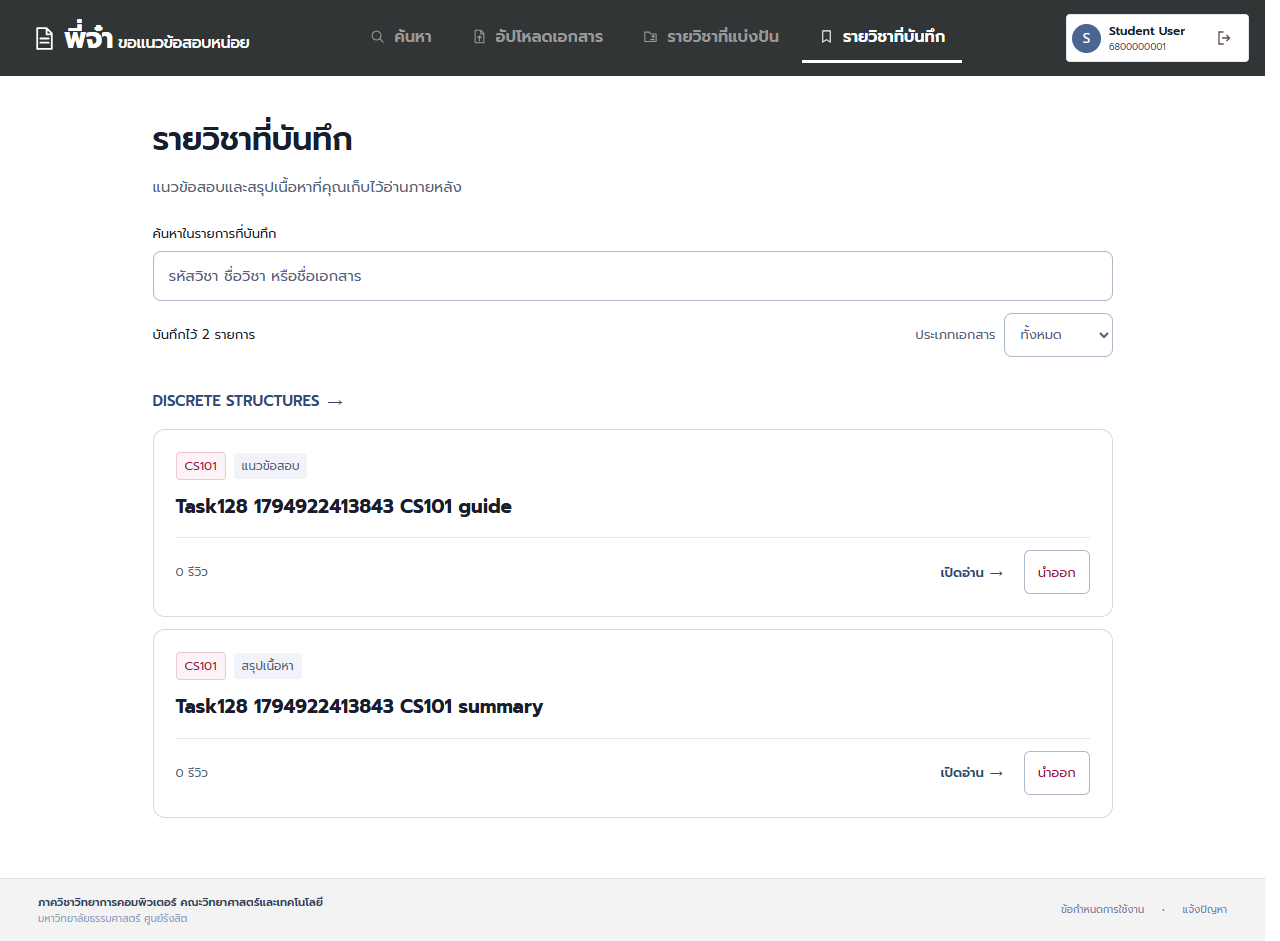 พี่จ๋า ขอแนวข้อสอบหน่อย
ค้นหา
อัปโหลดเอกสาร
รายวิชาที่แบ่งปัน
รายวิชาที่บันทึก
S
Student User
6800000001
รายวิชาที่บันทึก
แนวข้อสอบและสรุปเนื้อหาที่คุณเก็บไว้อ่านภายหลัง
ค้นหาในรายการที่บันทึก
รหัสวิชา ชื่อวิชา หรือชื่อเอกสาร
บันทึกไว้ 2 รายการ
ประเภทเอกสาร
ทั้งหมด
DISCRETE STRUCTURES →
CS101
แนวข้อสอบ
Task128 1794922413843 CS101 guide
0 รีวิว
เปิดอ่าน →
นำออก
CS101
สรุปเนื้อหา
Task128 1794922413843 CS101 summary
0 รีวิว
เปิดอ่าน →
นำออก
ภาควิชาวิทยาการคอมพิวเตอร์ คณะวิทยาศาสตร์และเทคโนโลยี
มหาวิทยาลัยธรรมศาสตร์ ศูนย์รังสิต
ข้อกำหนดการใช้งาน · แจ้งปัญหา